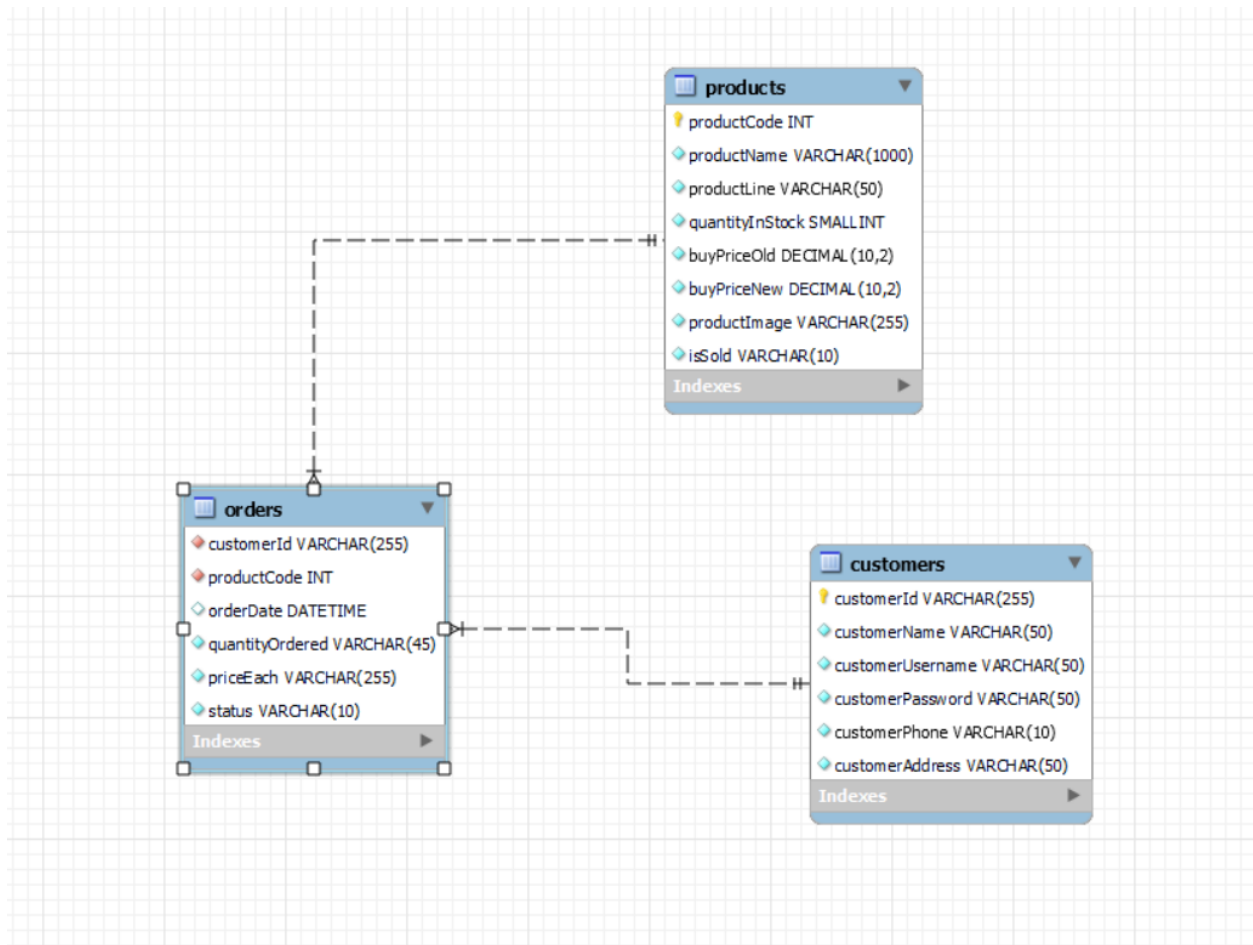 products
productCode INT
productName VARCHAR(1000)
productLine VARCHAR(50)
quantityInStock SMALLINT
buyPriceOld DECIMAL(10,2)
buyPriceNew DECIMAL(10,2)
productImage VARCHAR(255)
isSold VARCHAR(10)
Indexes
orders
customerId VARCHAR(255)
productCode INT
orderDate DATETIME
quantityOrdered VARCHAR(45)
priceEach VARCHAR(255)
status VARCHAR(10)
Indexes
customers
customerId VARCHAR(255)
customerName VARCHAR(50)
customerUsername VARCHAR(50)
customerPassword VARCHAR(50)
customerPhone VARCHAR(10)
customerAddress VARCHAR(50)
Indexes